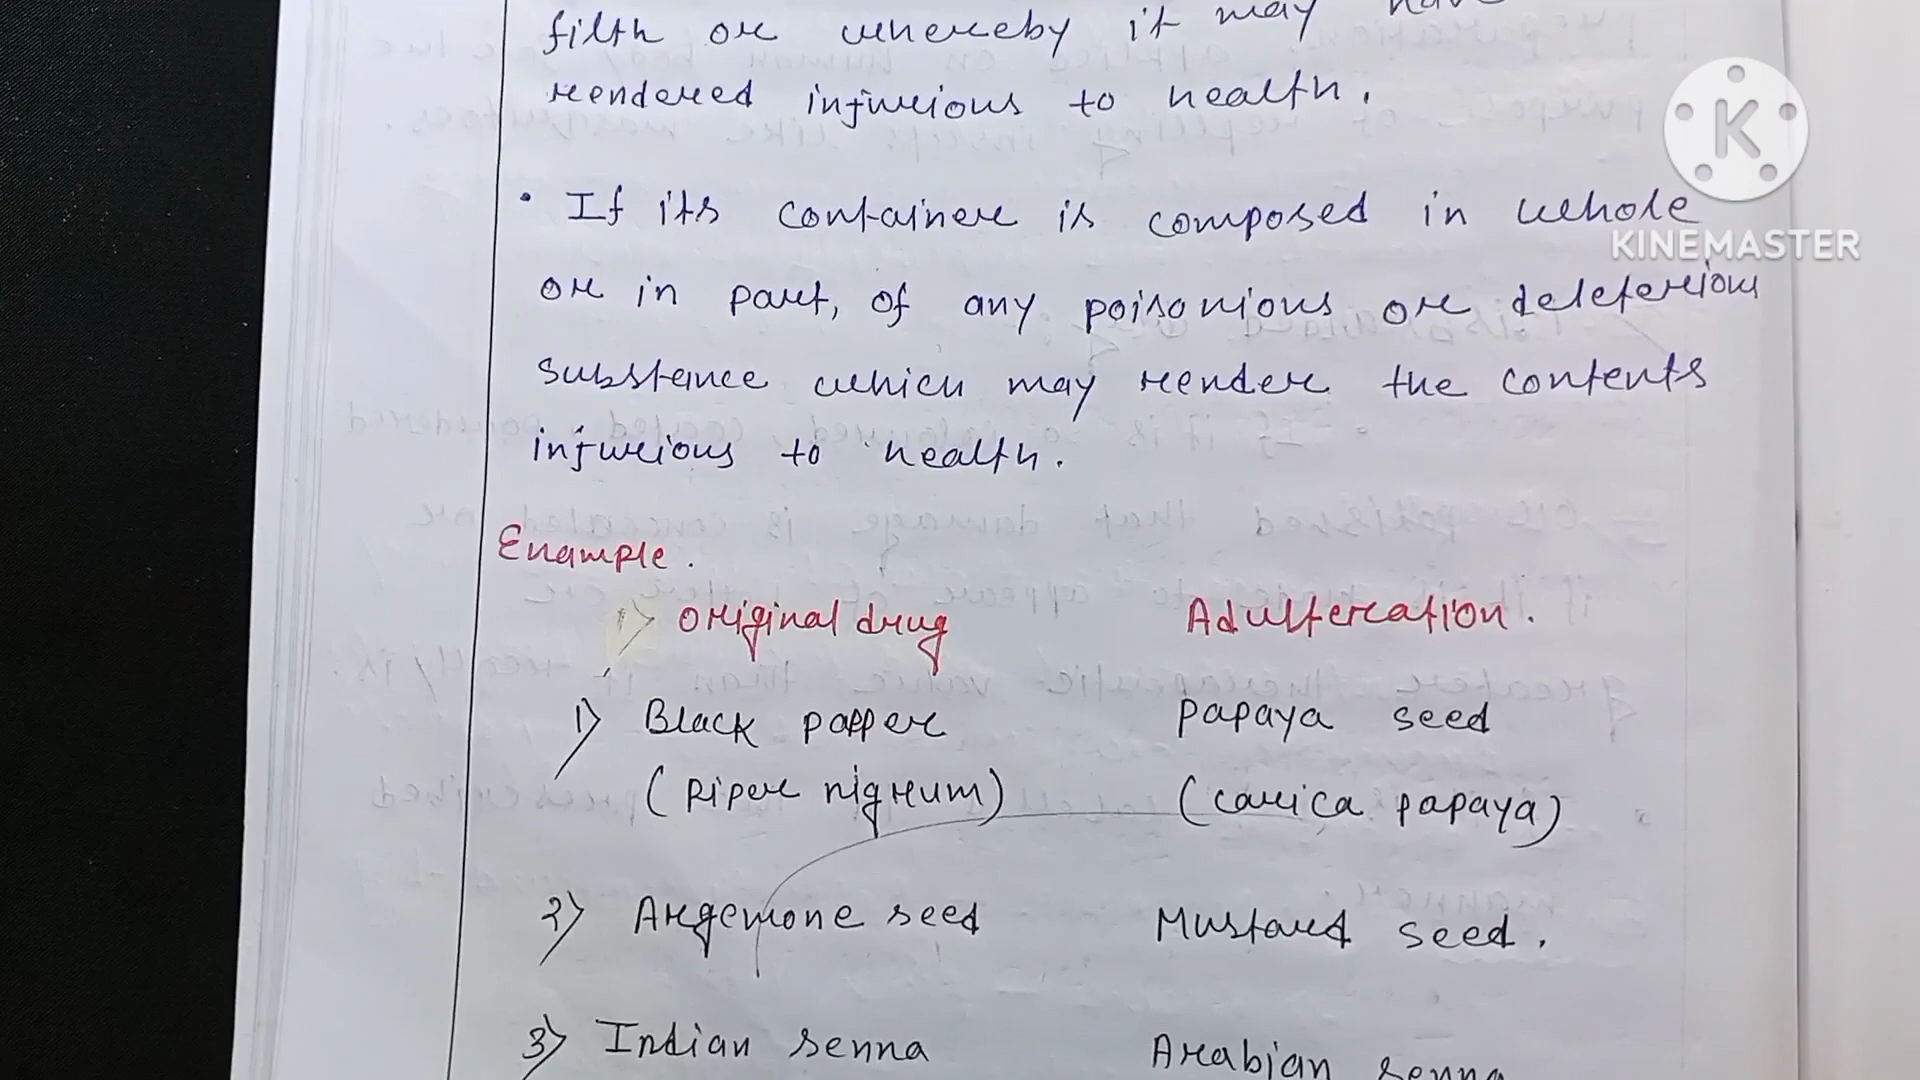 filth or whereby it may have
rendered injurious to health.
• If its container is composed in whole
or in part, of any poisonious or deleterious
substance which may render the contents
injurious to health.
Example.
original drug Adulteration.
1) Black papper papaya seed
(Piper nigrum) (carica papaya)
2) Argemone seed Mustard seed.
3) Indian senna Arabian senna
K
KINEMASTER